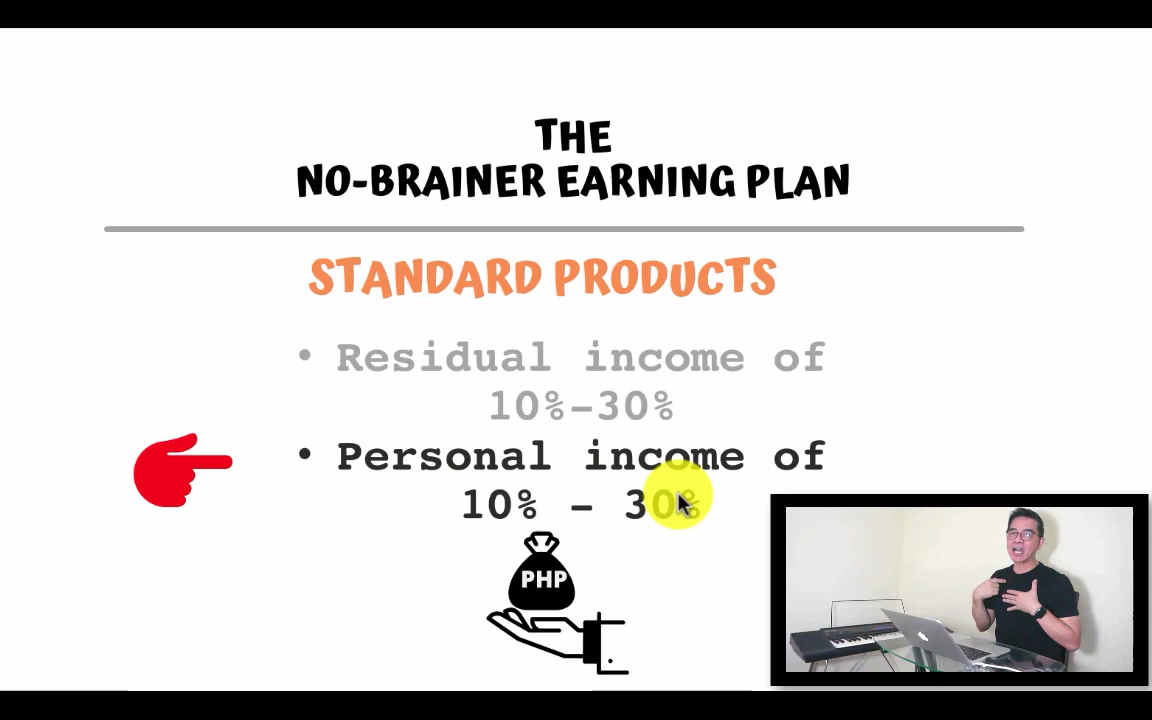 THE
NO-BRAINER EARNING PLAN
STANDARD PRODUCTS
• Residual income of
10%-30%
• Personal income of
10% - 30%
PHP